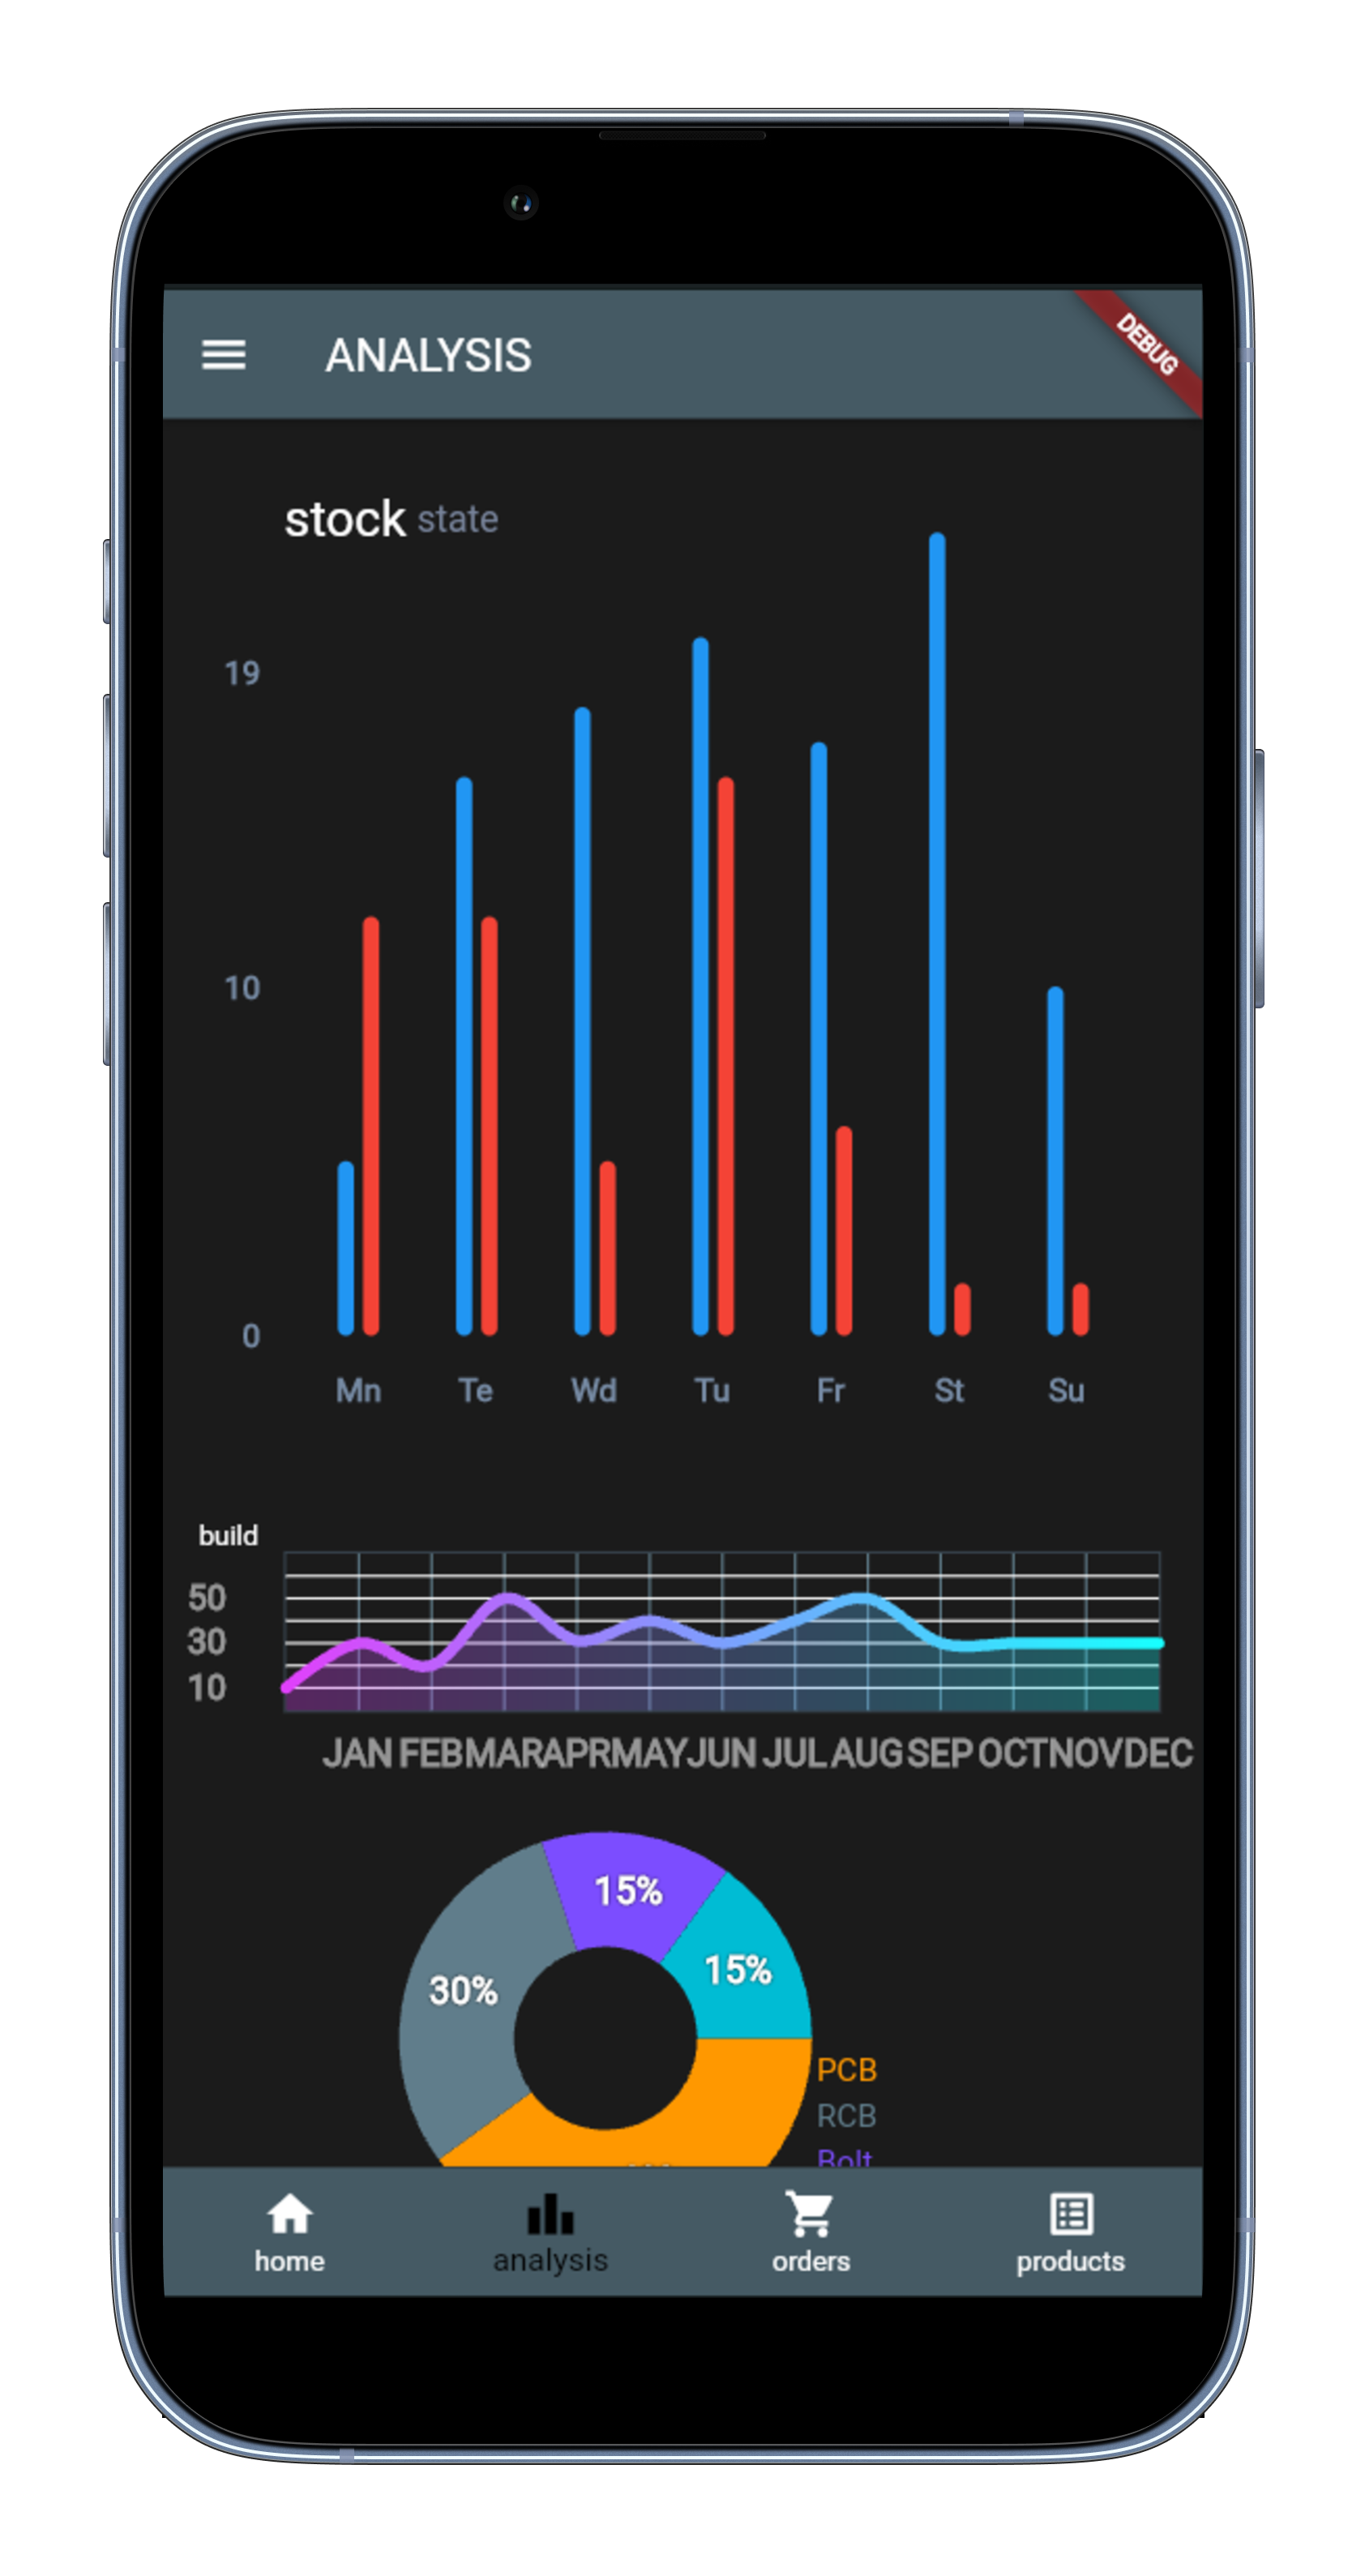 ANALYSIS
DEBUG
stock state
19
10
0
Mn Te Wd Tu Fr St Su
build
50
30
10
JAN FEB MAR APR MAY JUN JUL AUG SEP OCT NOV DEC
15%
15%
30%
PCB
RCB
Bolt
home analysis orders products